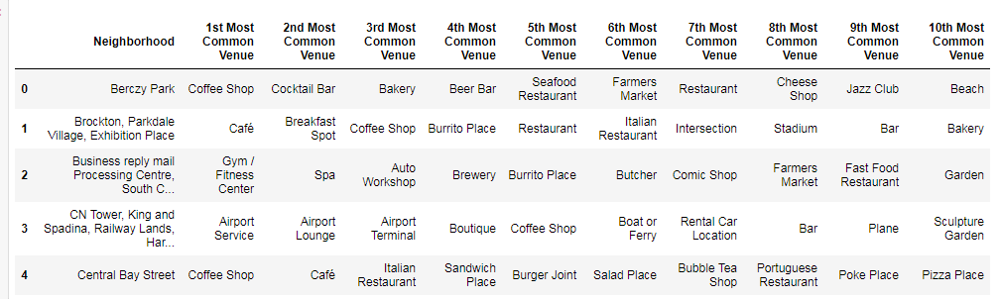 Neighborhood 1st Most Common Venue 2nd Most Common Venue 3rd Most Common Venue 4th Most Common Venue 5th Most Common Venue 6th Most Common Venue 7th Most Common Venue 8th Most Common Venue 9th Most Common Venue 10th Most Common Venue
0 Berczy Park Coffee Shop Cocktail Bar Bakery Beer Bar Seafood Restaurant Farmers Market Restaurant Cheese Shop Jazz Club Beach
1 Brockton, Parkdale Village, Exhibition Place Café Breakfast Spot Coffee Shop Burrito Place Restaurant Italian Restaurant Intersection Stadium Bar Bakery
2 Business reply mail Processing Centre, South C... Gym / Fitness Center Spa Auto Workshop Brewery Burrito Place Butcher Comic Shop Farmers Market Fast Food Restaurant Garden
3 CN Tower, King and Spadina, Railway Lands, Har... Airport Service Airport Lounge Airport Terminal Boutique Coffee Shop Boat or Ferry Rental Car Location Bar Plane Sculpture Garden
4 Central Bay Street Coffee Shop Café Italian Restaurant Sandwich Place Burger Joint Salad Place Bubble Tea Shop Portuguese Restaurant Poke Place Pizza Place